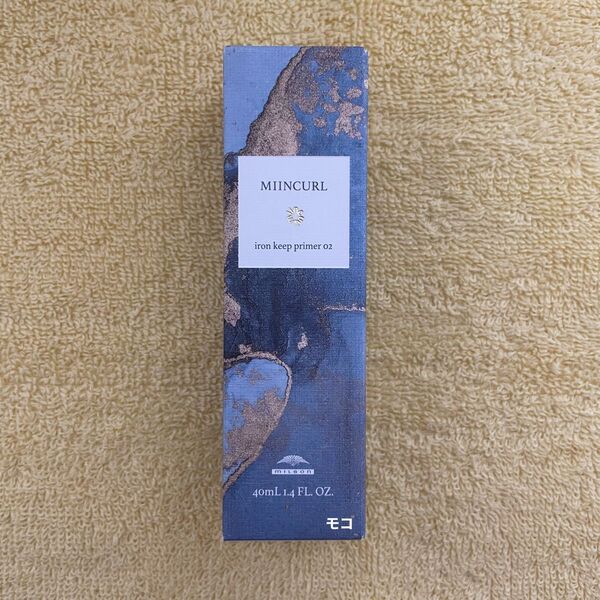 MIINCURL
iron keep primer 02
milbon
40mL 1.4 FL. OZ.
モコ